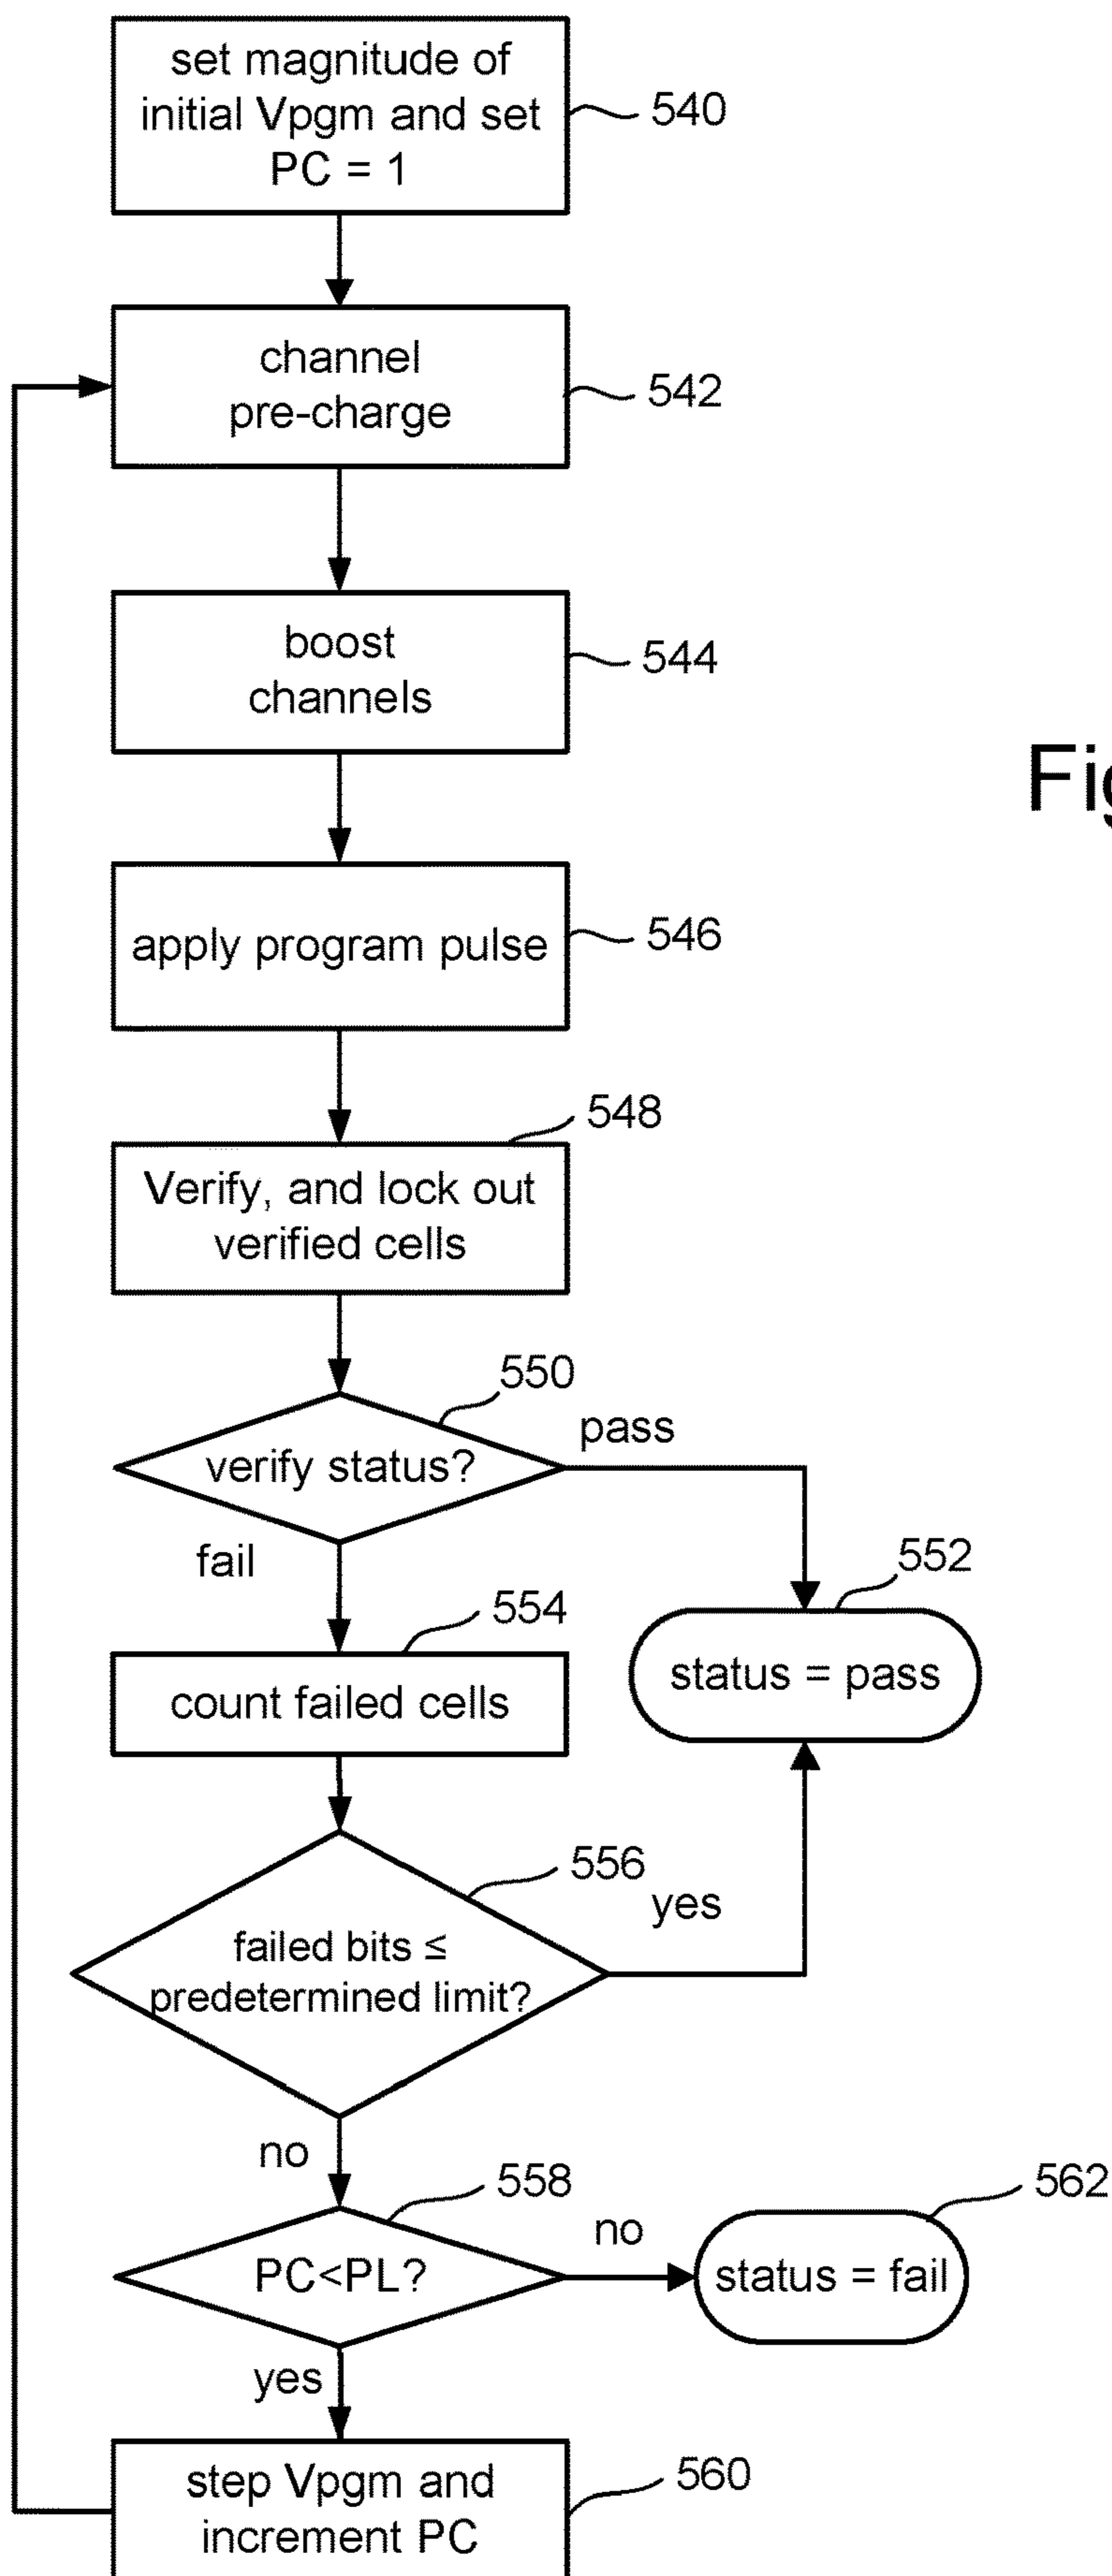 set magnitude of
initial Vpgm and set
PC = 1
540
channel
pre-charge
542
boost
channels
544
apply program pulse
546
548
Verify, and lock out
verified cells
550
pass
verify status?
fail
552
status = pass
554
count failed cells
556
yes
failed bits ≤
predetermined limit?
no
558
562
no
PC<PL?
status = fail
yes
step Vpgm and
increment PC
560